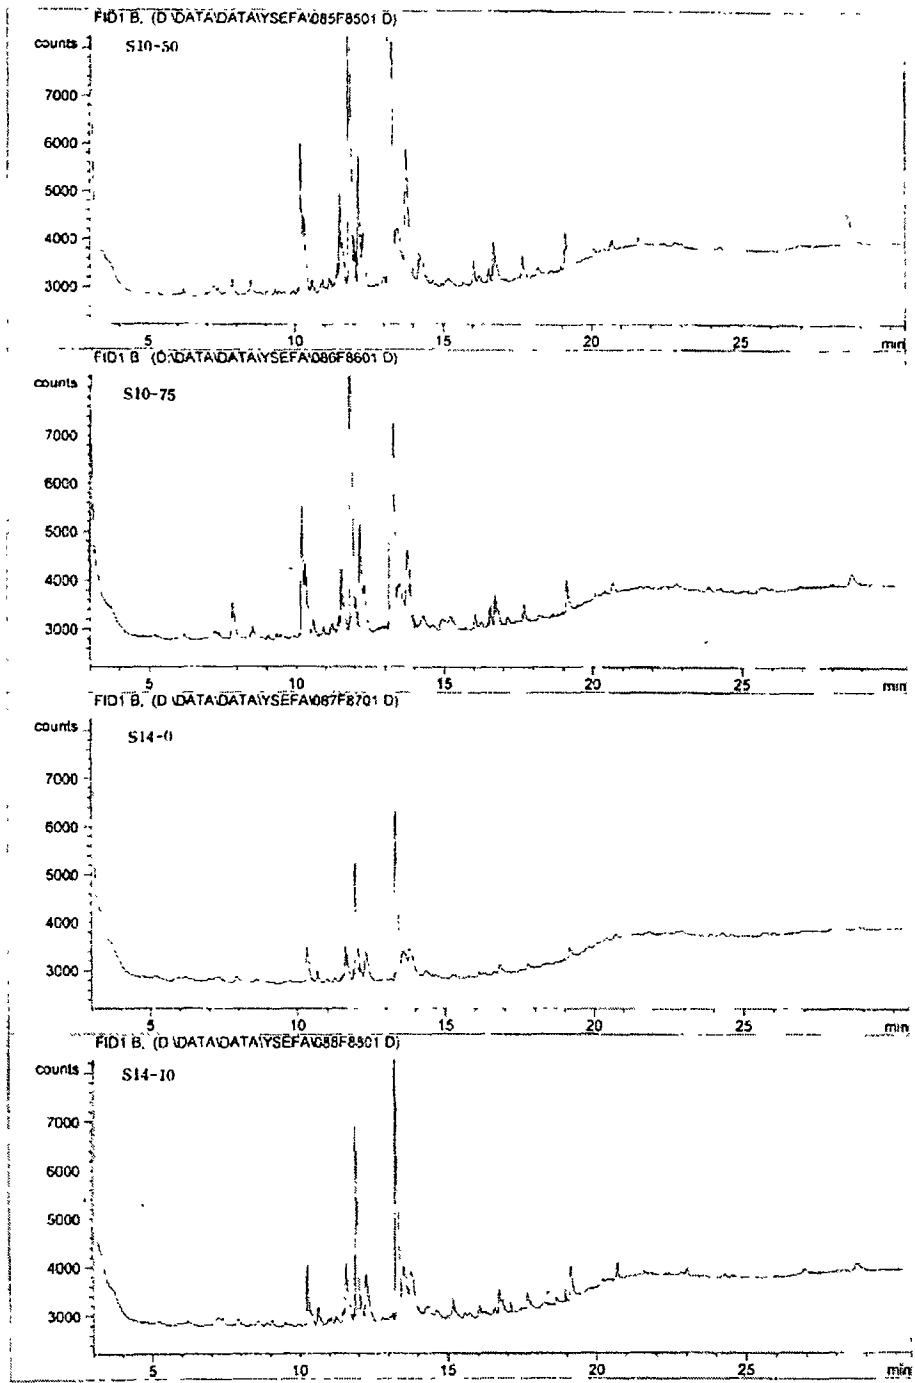 FID1 B, (D:\DATA\DATA\YSEFA\085F8501.D)
counts
S10-50
7000
6000
5000
4000
3000
5 10 15 20 25 min
FID1 B, (D:\DATA\DATA\YSEFA\086F8601.D)
counts
S10-75
7000
6000
5000
4000
3000
5 10 15 20 25 min
FID1 B, (D:\DATA\DATA\YSEFA\087F8701.D)
counts
S14-0
7000
6000
5000
4000
3000
5 10 15 20 25 min
FID1 B, (D:\DATA\DATA\YSEFA\088F8801.D)
counts
S14-10
7000
6000
5000
4000
3000
5 10 15 20 25 min